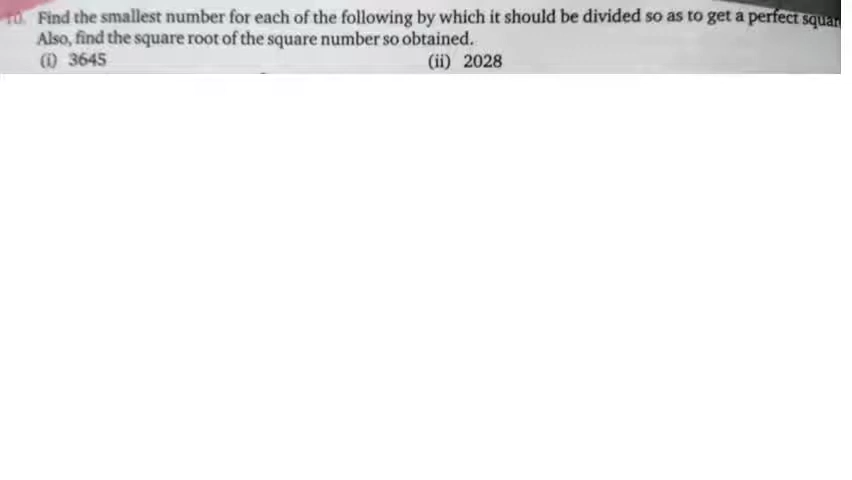 10. Find the smallest number for each of the following by which it should be divided so as to get a perfect squar
Also, find the square root of the square number so obtained.
(i) 3645 (ii) 2028